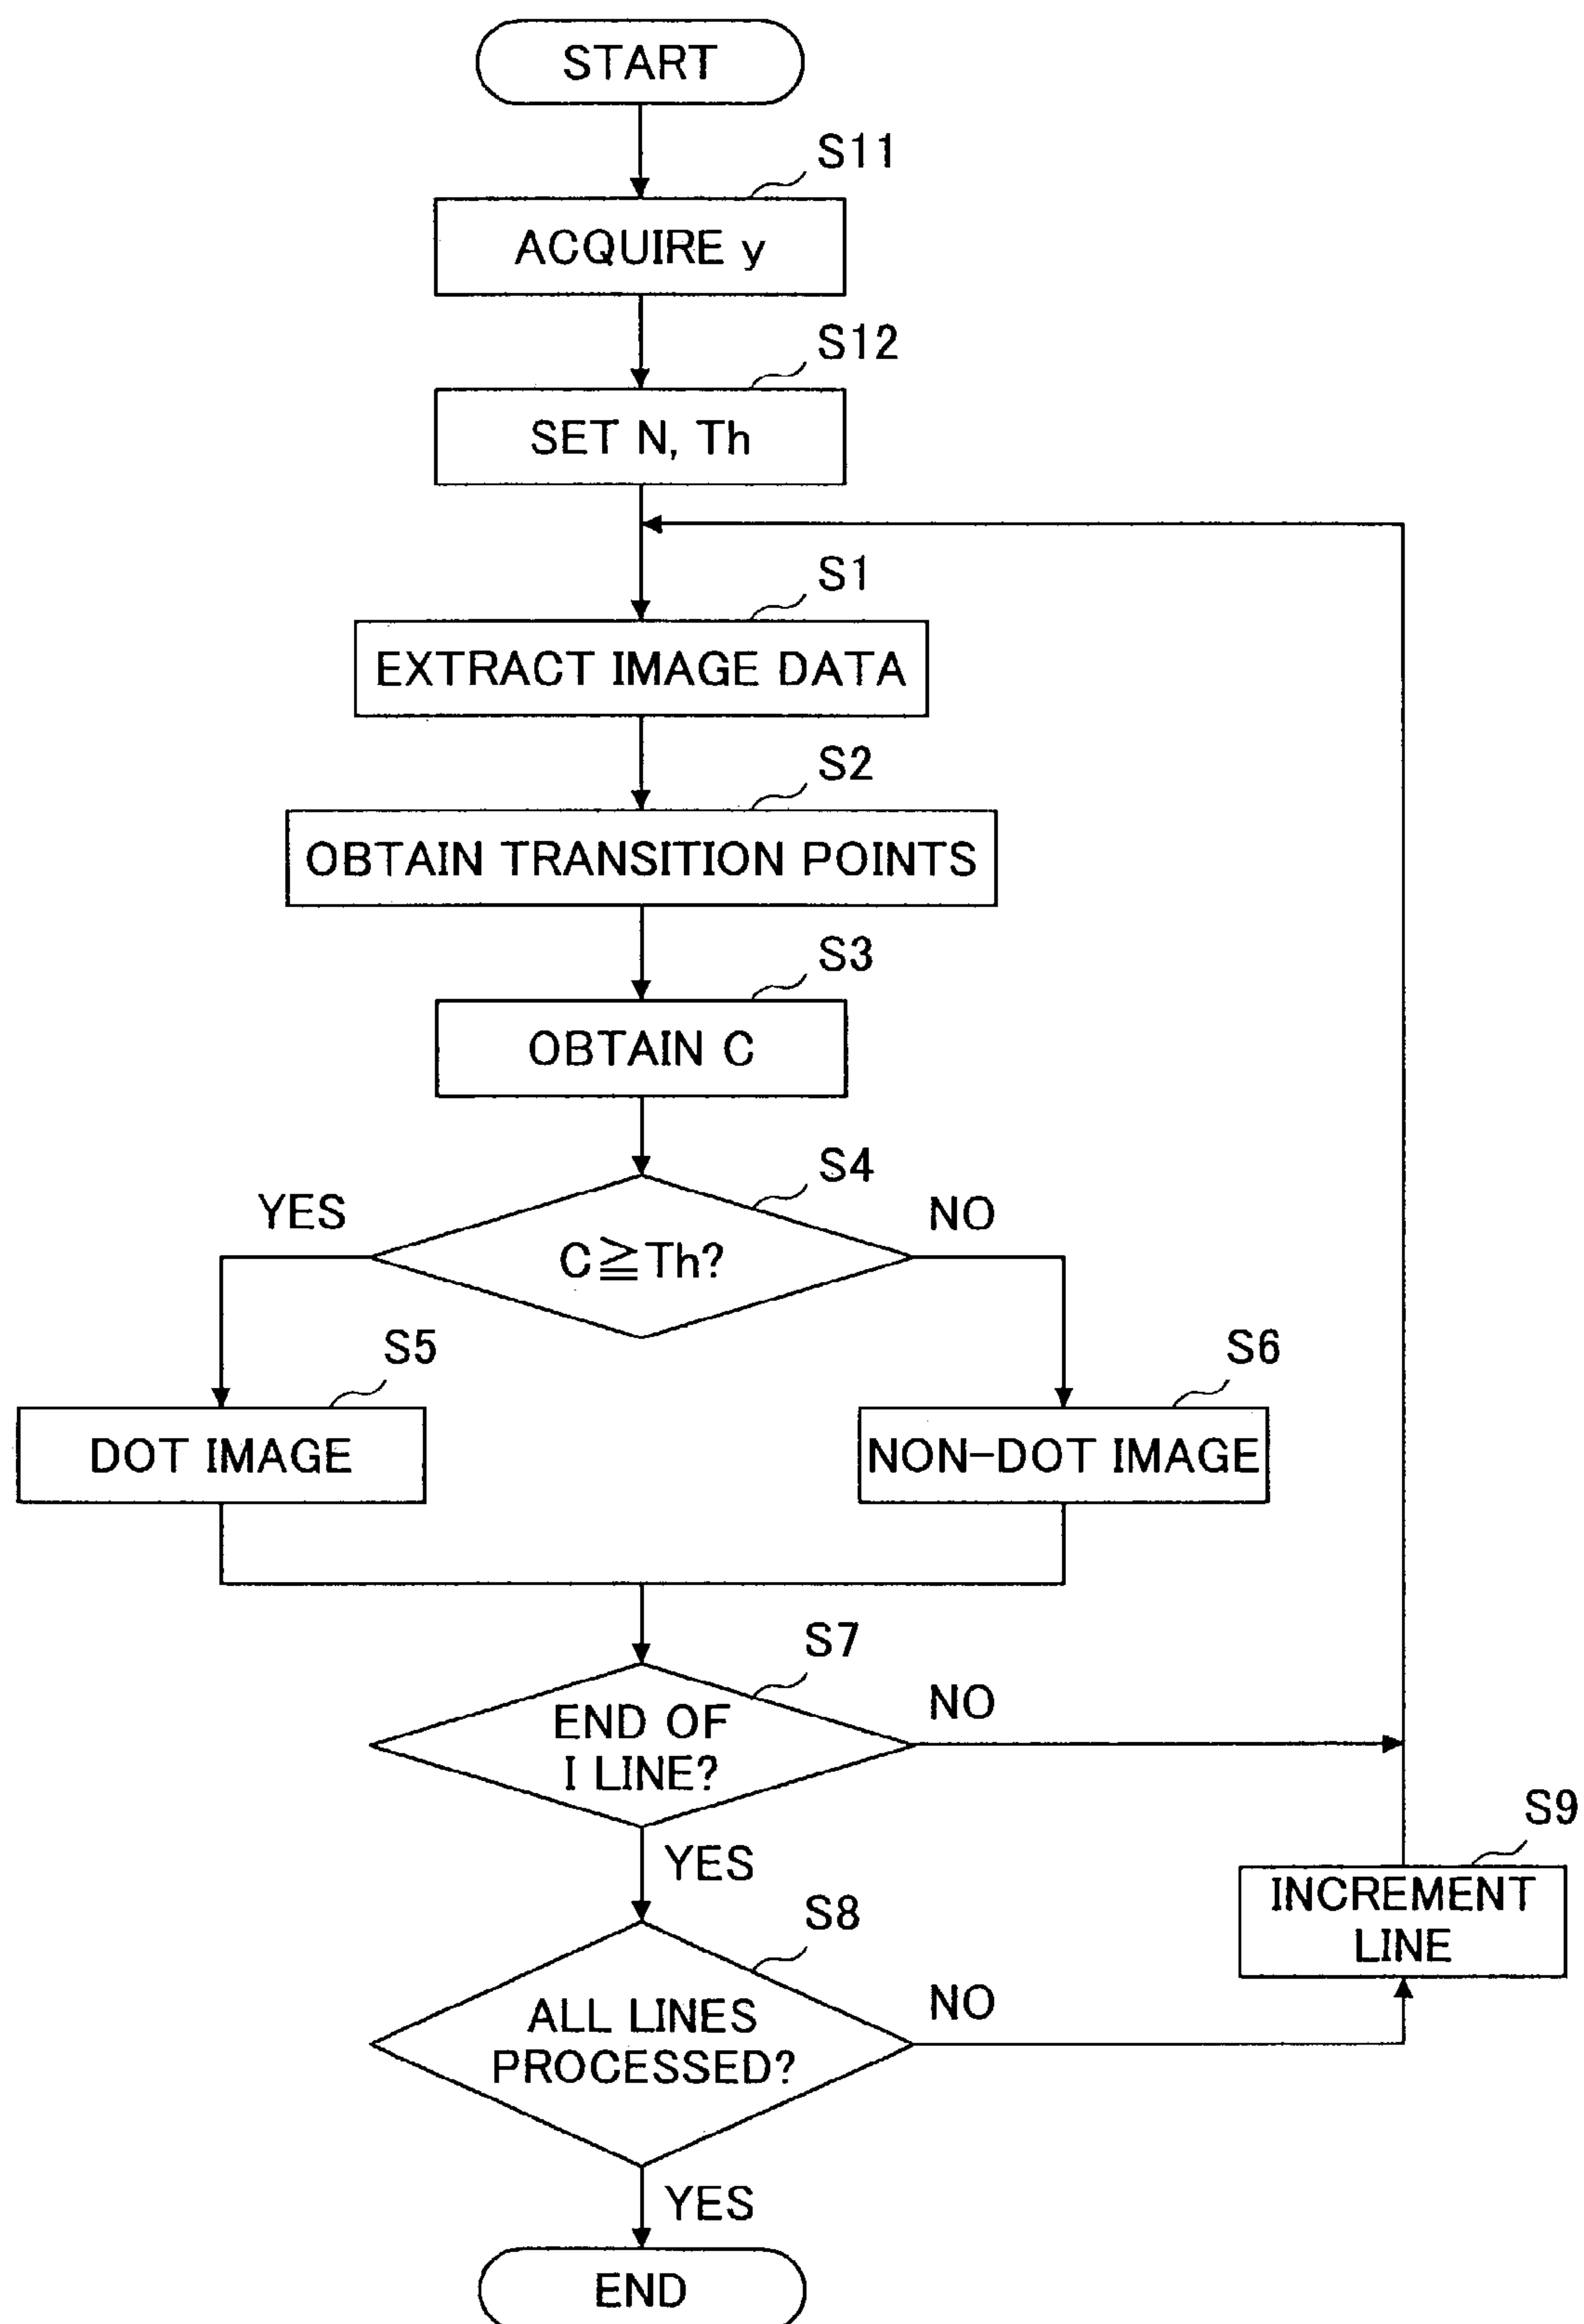 START
S11
ACQUIRE y
S12
SET N, Th
S1
EXTRACT IMAGE DATA
S2
OBTAIN TRANSITION POINTS
S3
OBTAIN C
S4
YES
NO
C≧Th?
S5
S6
DOT IMAGE
NON-DOT IMAGE
S7
NO
END OF
I LINE?
S9
YES
INCREMENT
LINE
S8
NO
ALL LINES
PROCESSED?
YES
END